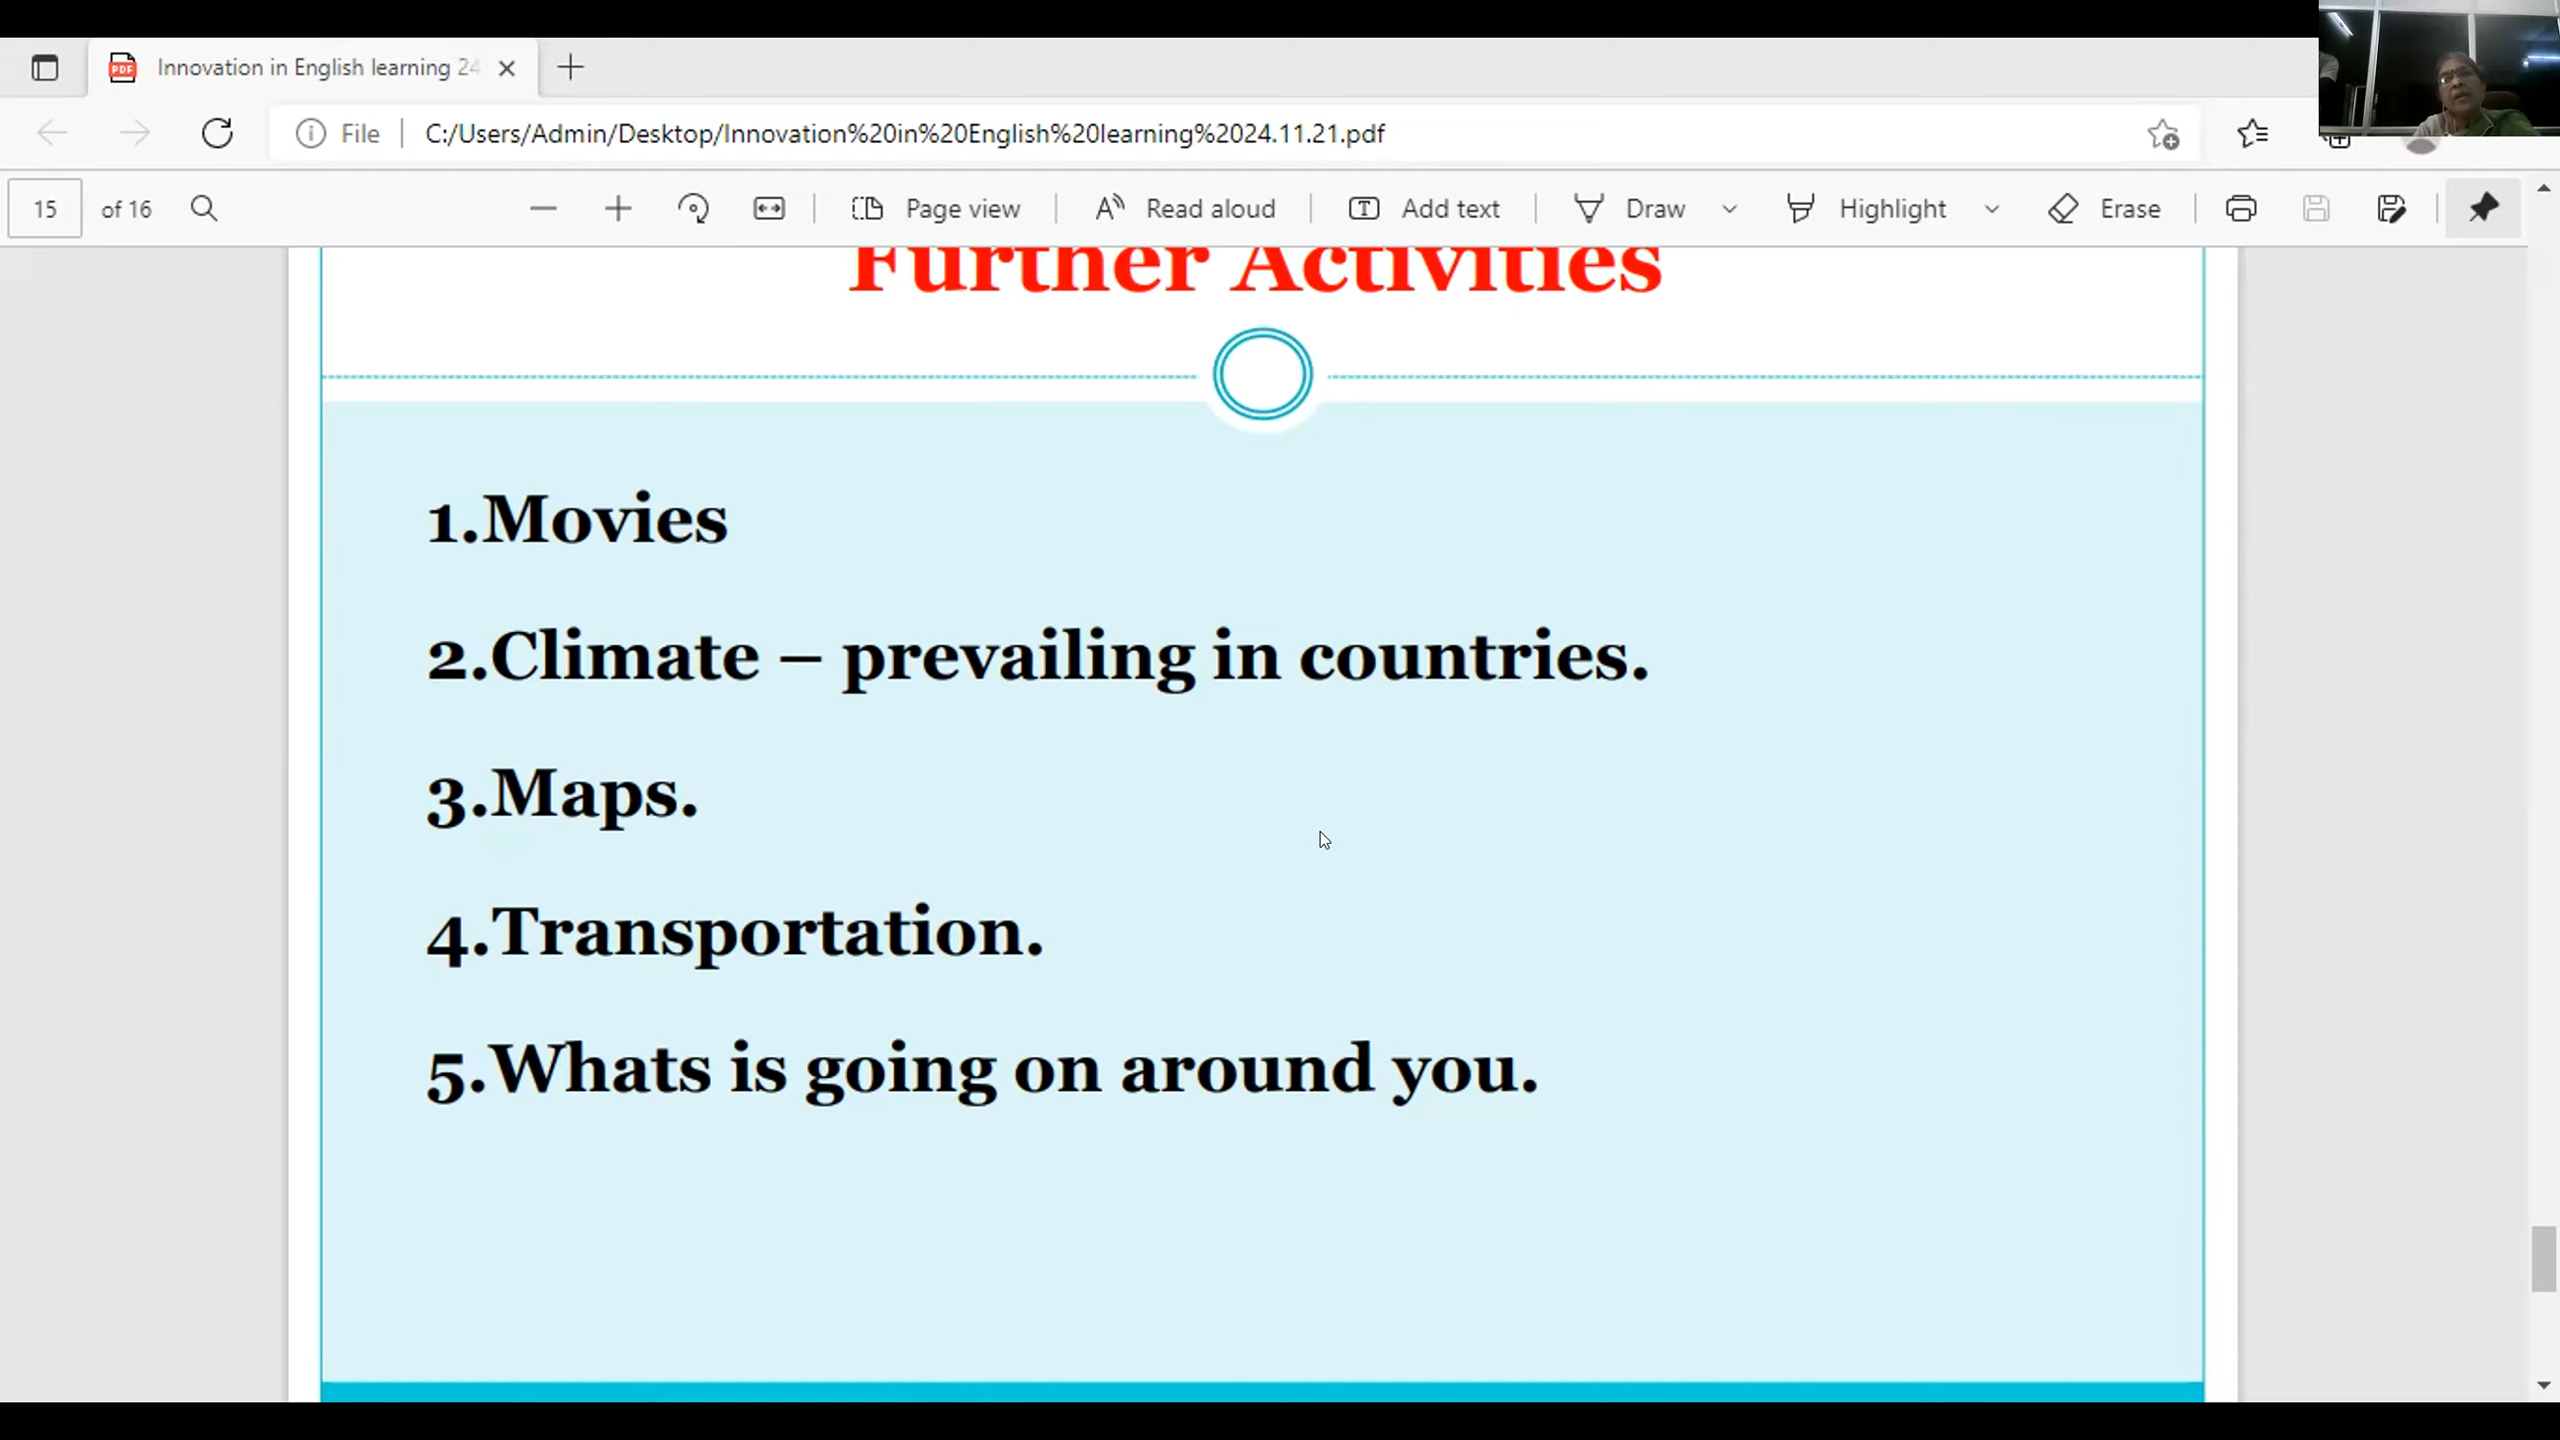 Innovation in English learning 24
File
C:/Users/Admin/Desktop/Innovation%20in%20English%20learning%2024.11.21.pdf
15 of 16
Page view
Read aloud
Add text
Draw
Highlight
Erase
Further Activities
1.Movies
2.Climate – prevailing in countries.
3.Maps.
4.Transportation.
5.Whats is going on around you.